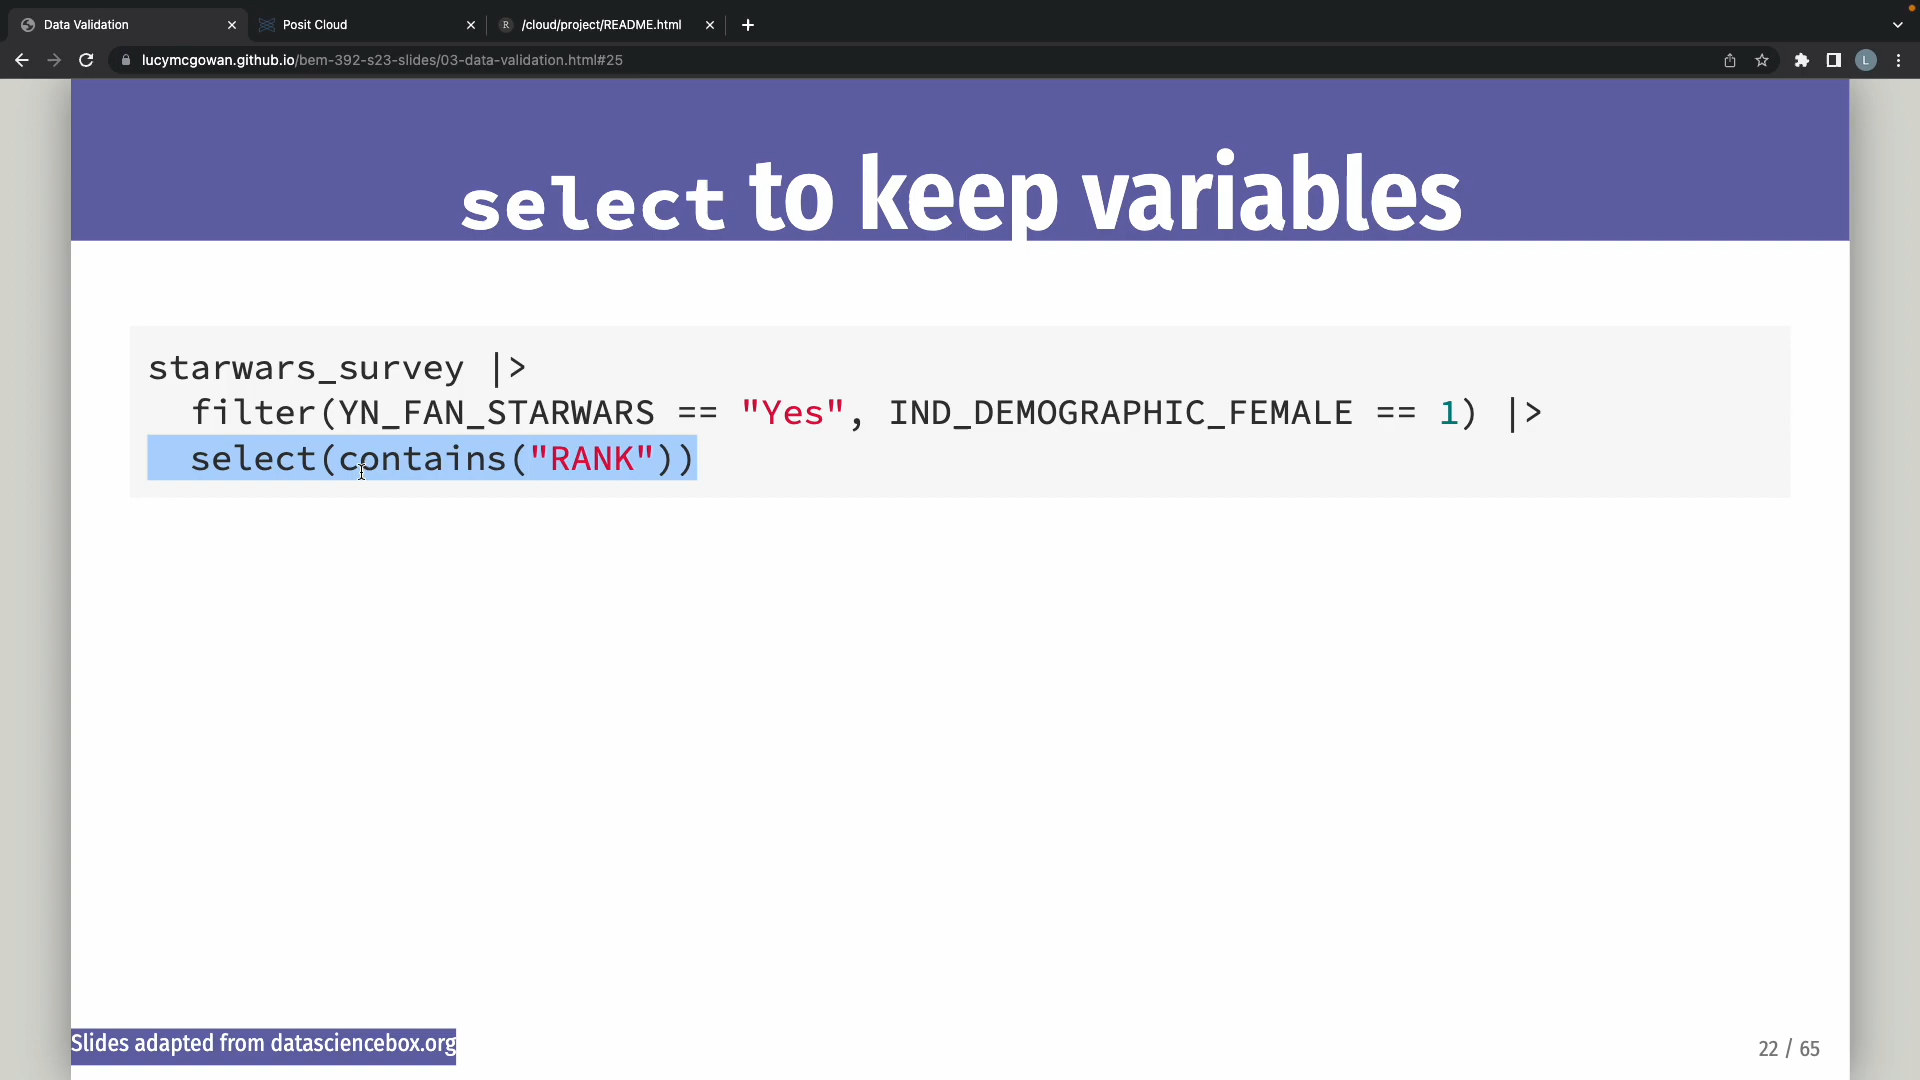 Data Validation
Posit Cloud
R /cloud/project/README.html
lucymcgowan.github.io/bem-392-s23-slides/03-data-validation.html#25
L
select to keep variables
starwars_survey |>
  filter(YN_FAN_STARWARS == "Yes", IND_DEMOGRAPHIC_FEMALE == 1) |>
  select(contains("RANK"))
Slides adapted from datasciencebox.org
22 / 65